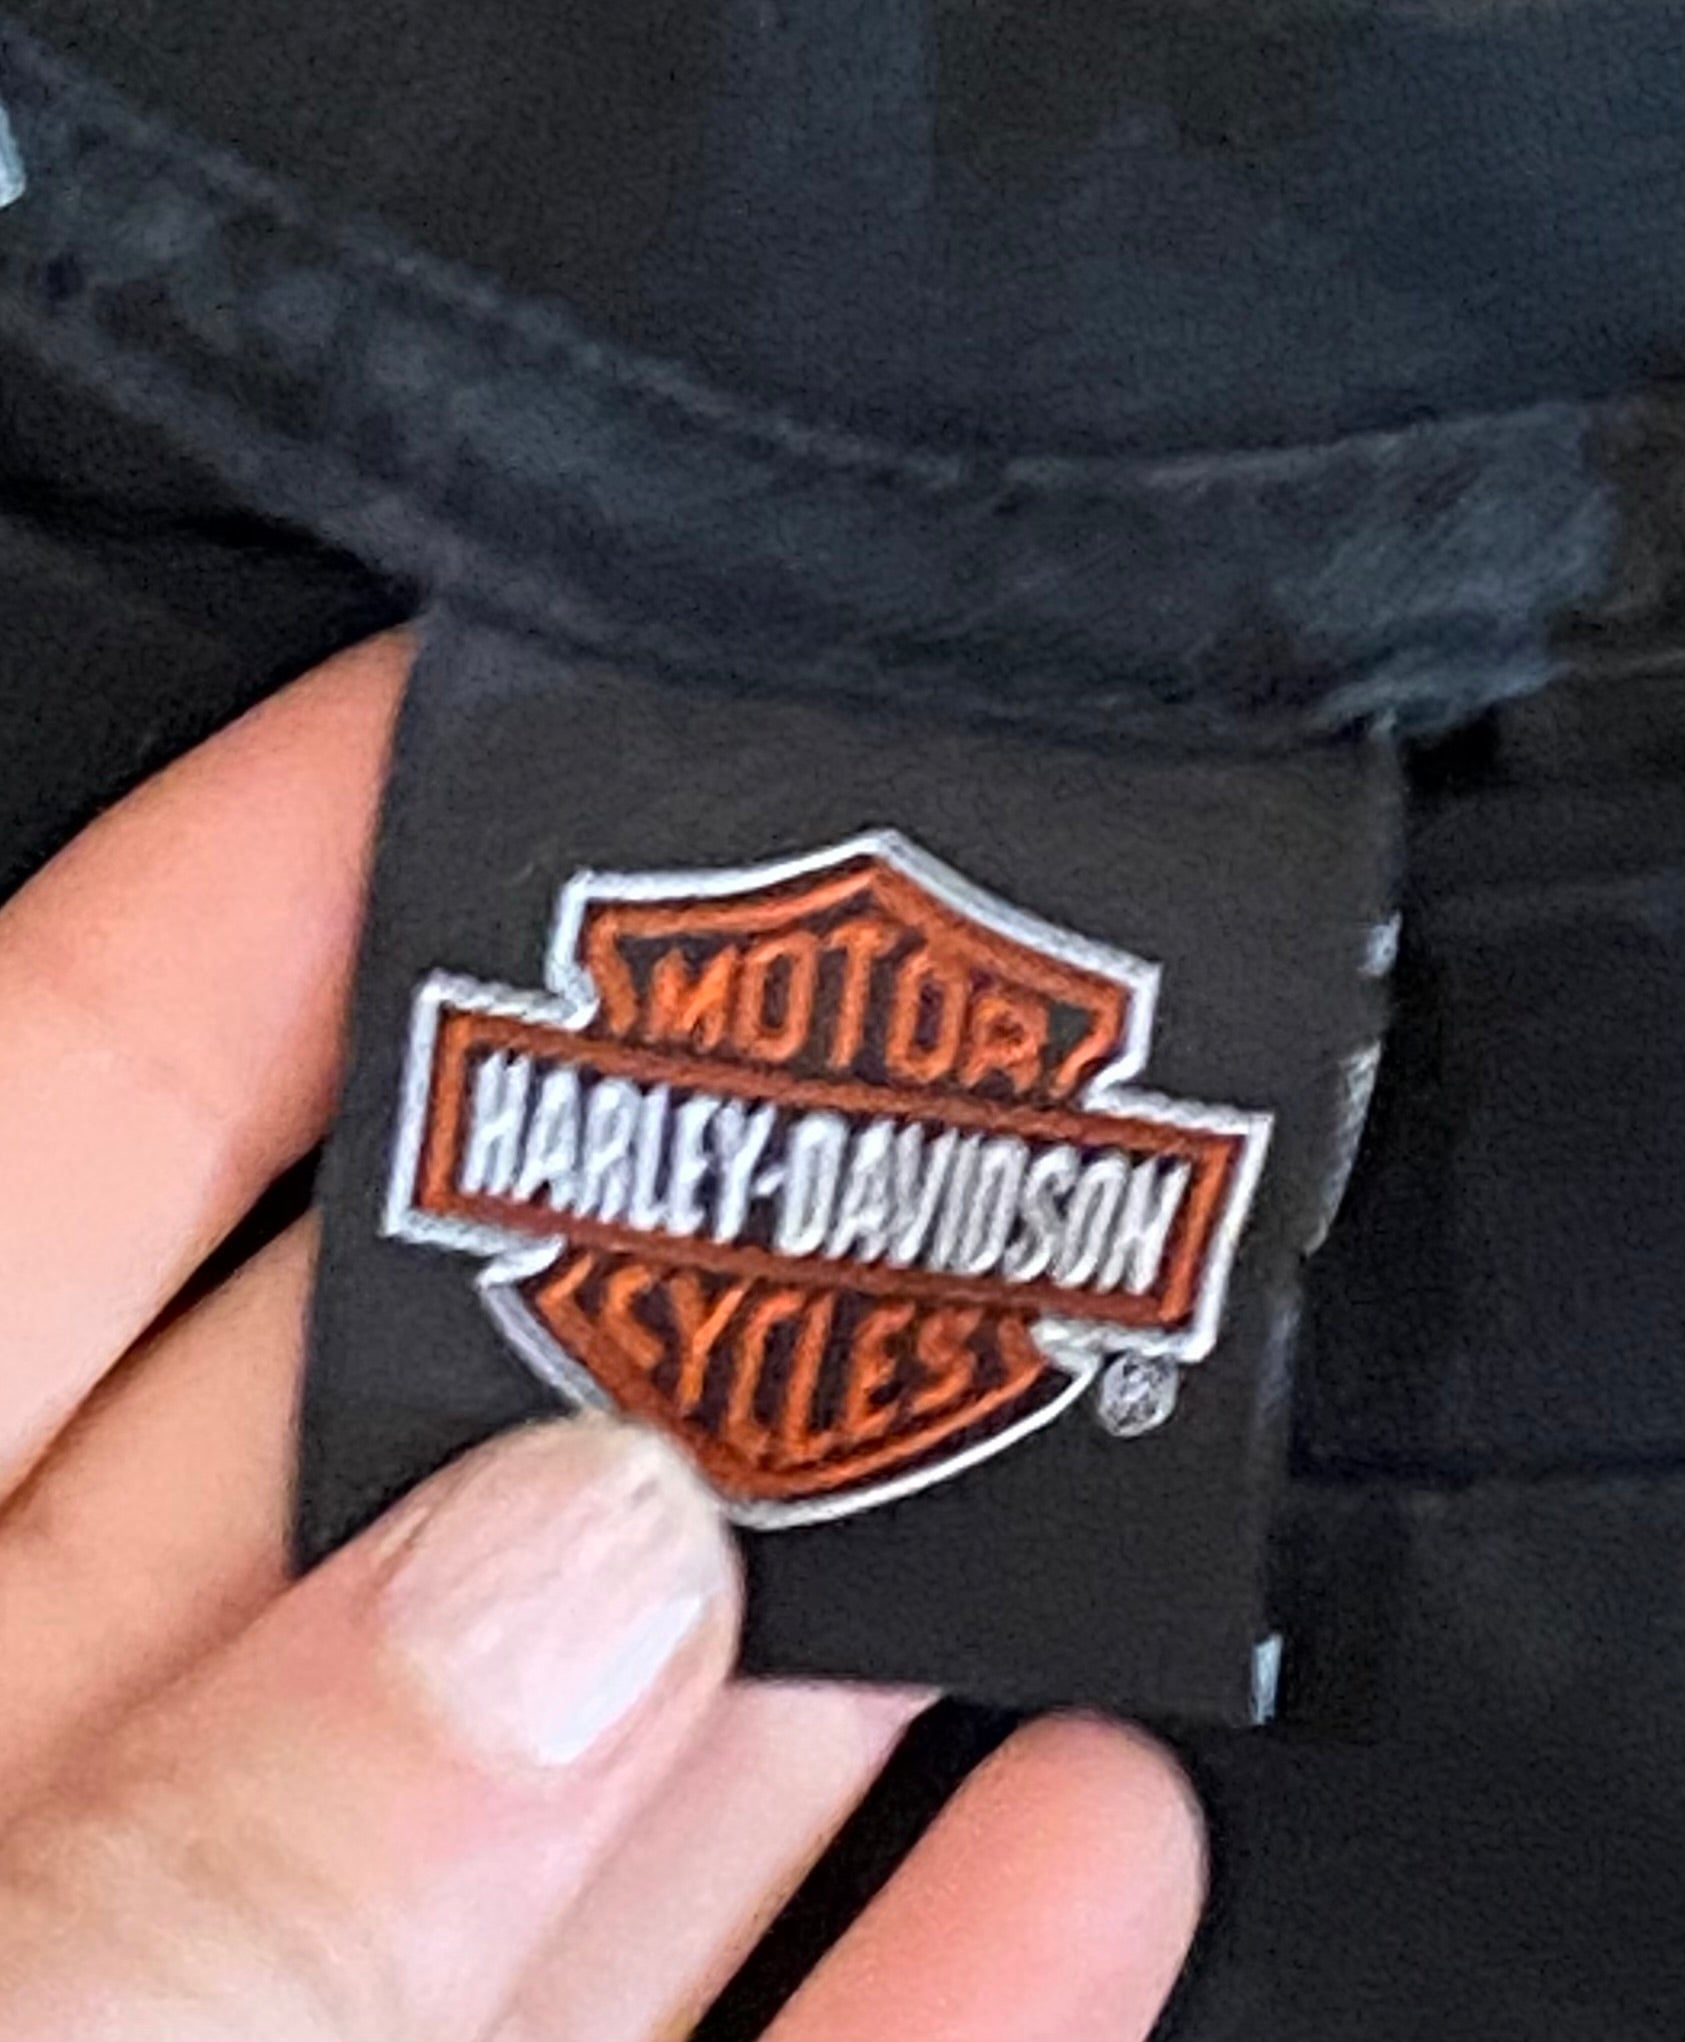 MOTOR
HARLEY-DAVIDSON
CYCLES
®